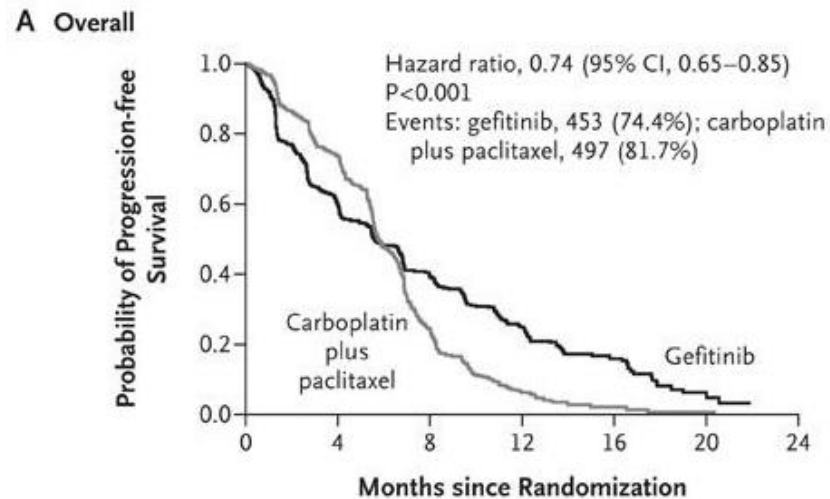 A Overall
Probability of Progression-free
Survival
1.0
0.8
0.6
0.4
0.2
0.0
Hazard ratio, 0.74 (95% CI, 0.65–0.85)
P<0.001
Events: gefitinib, 453 (74.4%); carboplatin
plus paclitaxel, 497 (81.7%)
Carboplatin
plus
paclitaxel
Gefitinib
0 4 8 12 16 20 24
Months since Randomization